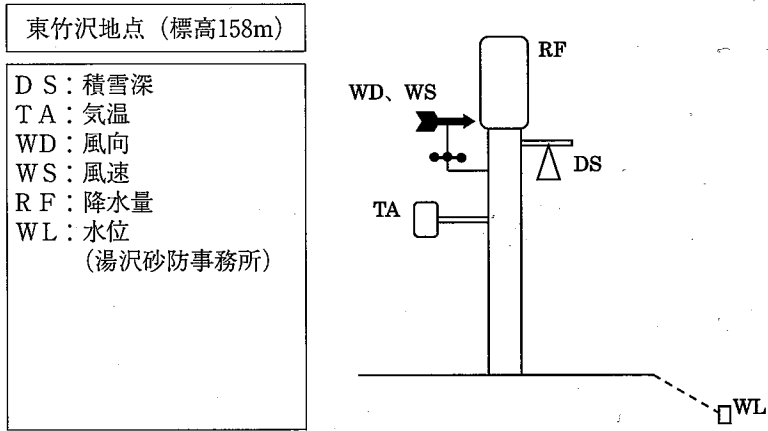 東竹沢地点（標高158m）
DS：積雪深
TA：気温
WD：風向
WS：風速
RF：降水量
WL：水位
（湯沢砂防事務所）
RF
WD、WS
DS
TA
WL